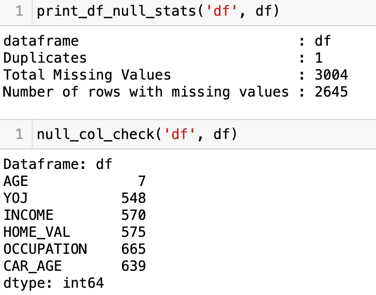 1 print_df_null_stats('df', df)
dataframe : df
Duplicates : 1
Total Missing Values : 3004
Number of rows with missing values : 2645
1 null_col_check('df', df)
Dataframe: df
AGE 7
YOJ 548
INCOME 570
HOME_VAL 575
OCCUPATION 665
CAR_AGE 639
dtype: int64